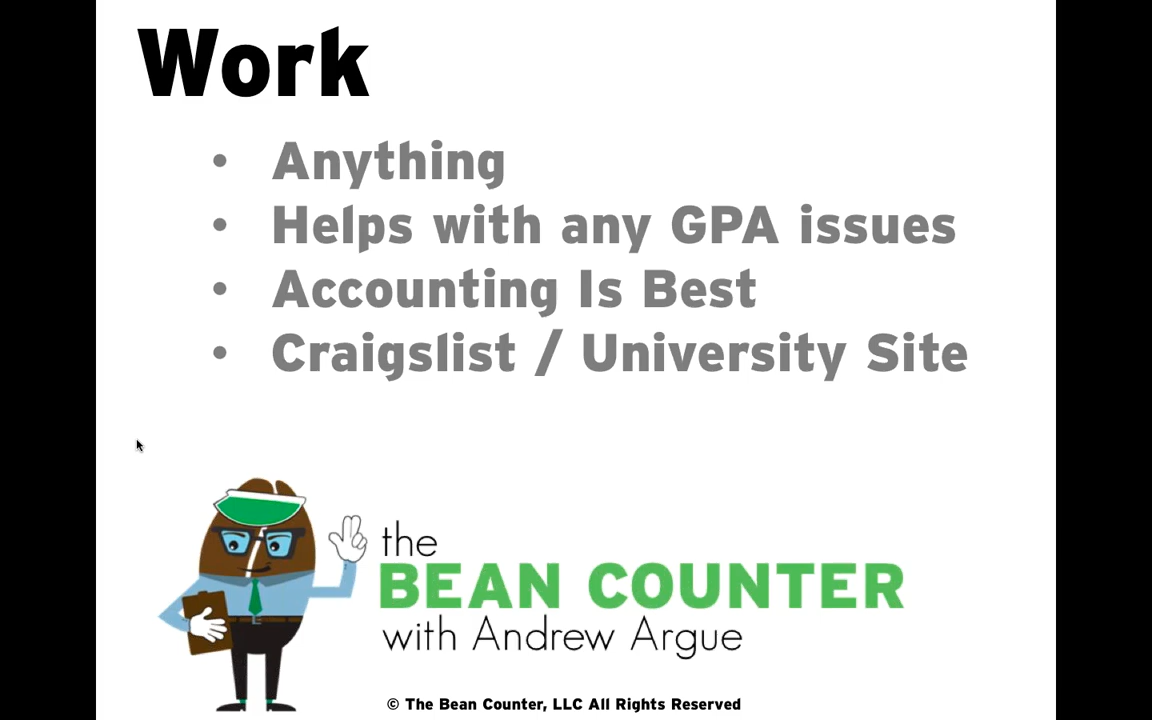 Work
• Anything
• Helps with any GPA issues
• Accounting Is Best
• Craigslist / University Site
the
BEAN COUNTER
with Andrew Argue
© The Bean Counter, LLC All Rights Reserved